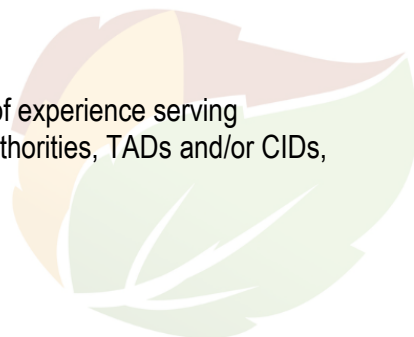 of experience serving
thorities, TADs and/or CIDs,